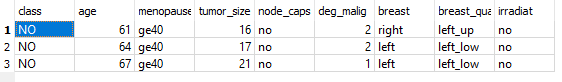 class age menopause tumor_size node_caps deg_malig breast breast_qua irradiat
1 NO 61 ge40 16 no 2 right left_up no
2 NO 64 ge40 17 no 2 left left_low no
3 NO 67 ge40 21 no 1 left left_low no